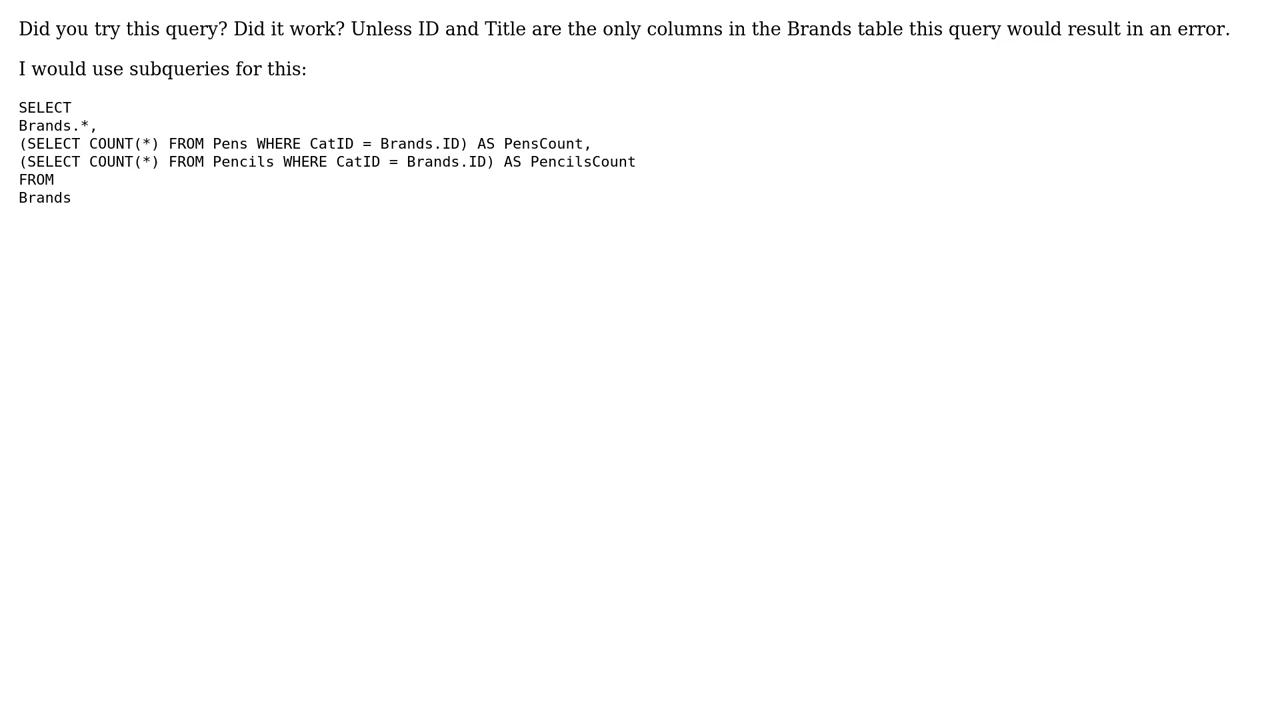 Did you try this query? Did it work? Unless ID and Title are the only columns in the Brands table this query would result in an error.
I would use subqueries for this:
SELECT
Brands.*,
(SELECT COUNT(*) FROM Pens WHERE CatID = Brands.ID) AS PensCount,
(SELECT COUNT(*) FROM Pencils WHERE CatID = Brands.ID) AS PencilsCount
FROM
Brands